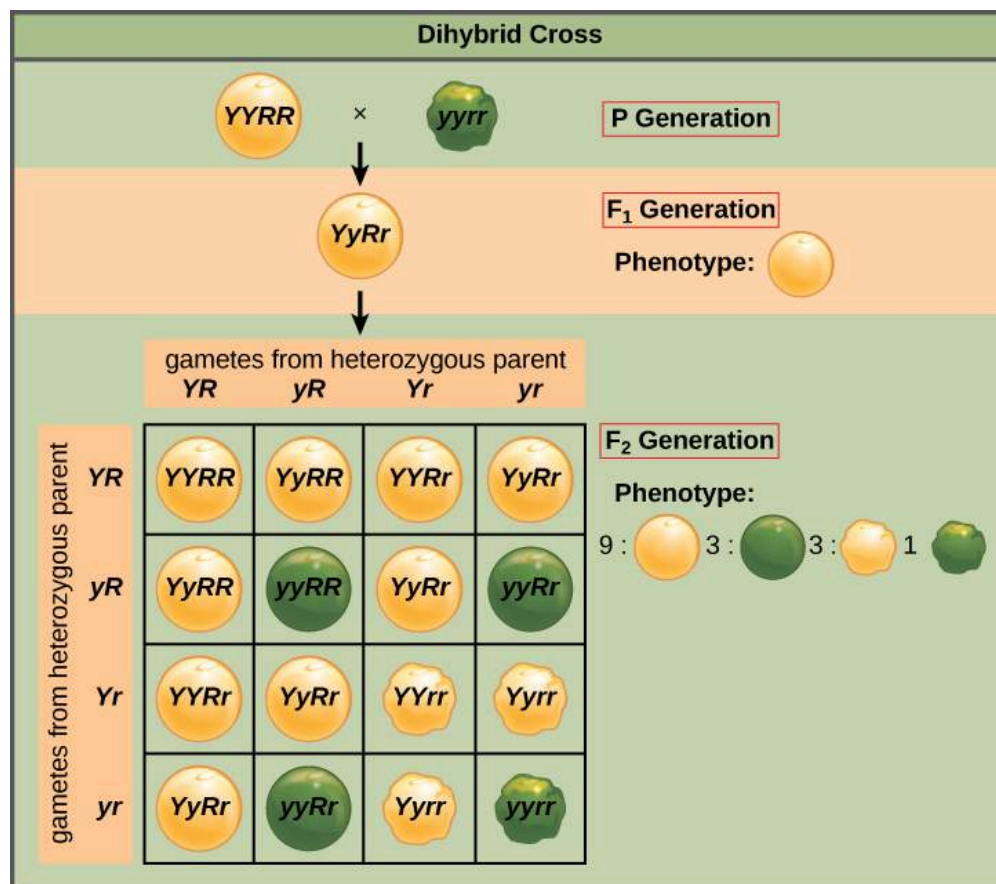 Dihybrid Cross
YYRR × yyrr
P Generation
YyRr
F₁ Generation
Phenotype:
gametes from heterozygous parent
YR yR Yr yr
gametes from heterozygous parent
YR YYRR YyRR YYRr YyRr
yR YyRR yyRR YyRr yyRr
Yr YYRr YyRr YYrr Yyrr
yr YyRr yyRr Yyrr yyrr
F₂ Generation
Phenotype:
9 : 3 : 3 : 1